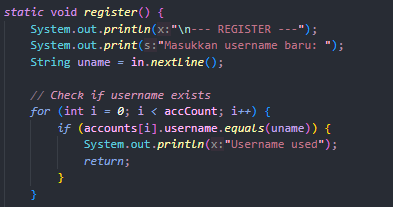 static void register() {
System.out.println(x:"\n--- REGISTER ---");
System.out.print(s:"Masukkan username baru: ");
String uname = in.nextLine();
// Check if username exists
for (int i = 0; i < accCount; i++) {
if (accounts[i].username.equals(uname)) {
System.out.println(x:"Username used");
return;
}
}